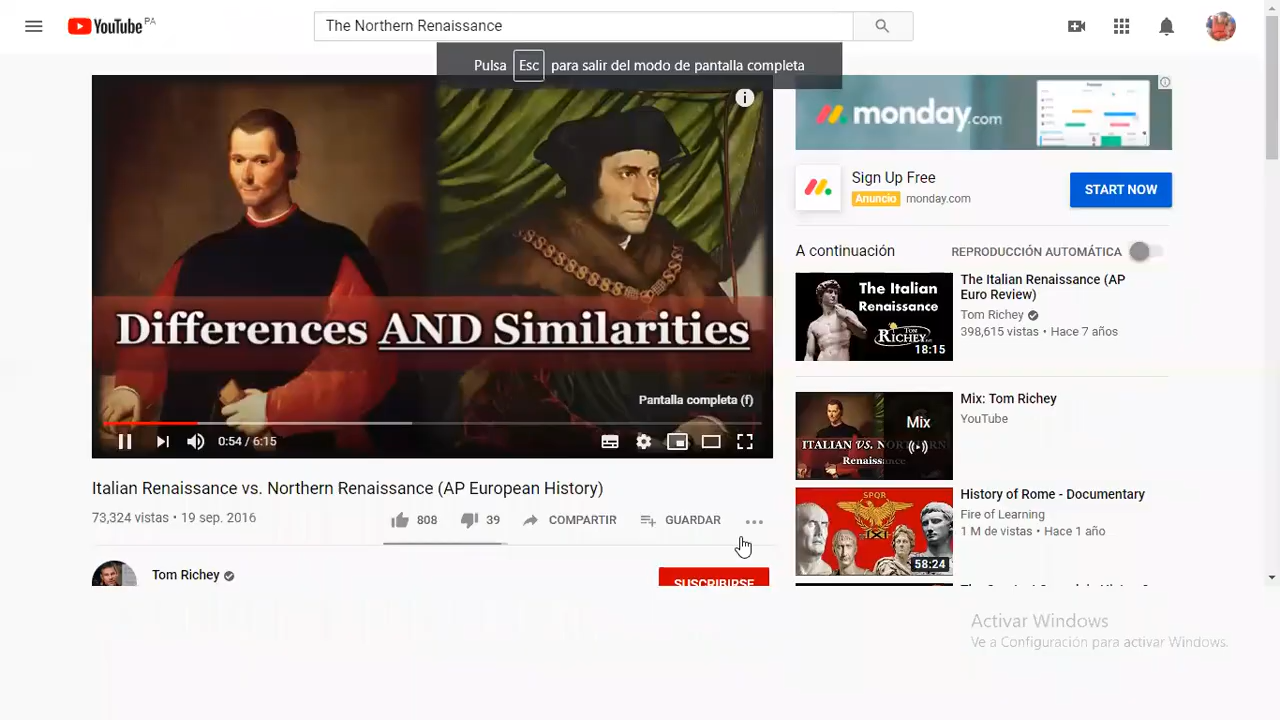 YouTube PA
The Northern Renaissance
Pulsa Esc para salir del modo de pantalla completa
Differences AND Similarities
Pantalla completa (f)
0:54 / 6:15
Italian Renaissance vs. Northern Renaissance (AP European History)
73,324 vistas • 19 sep. 2016
808
39
COMPARTIR
GUARDAR
Tom Richey
SUSCRIBIRSE
monday.com
Sign Up Free
Anuncio monday.com
START NOW
A continuación
REPRODUCCIÓN AUTOMÁTICA
The Italian
Renaissance
TOM
RICHEY
18:15
The Italian Renaissance (AP
Euro Review)
Tom Richey
398,615 vistas • Hace 7 años
ITALIAN VS. NORTHERN
Renaissance
Mix
Mix: Tom Richey
YouTube
SPQR
58:24
History of Rome - Documentary
Fire of Learning
1 M de vistas • Hace 1 año
Activar Windows
Ve a Configuración para activar Windows.